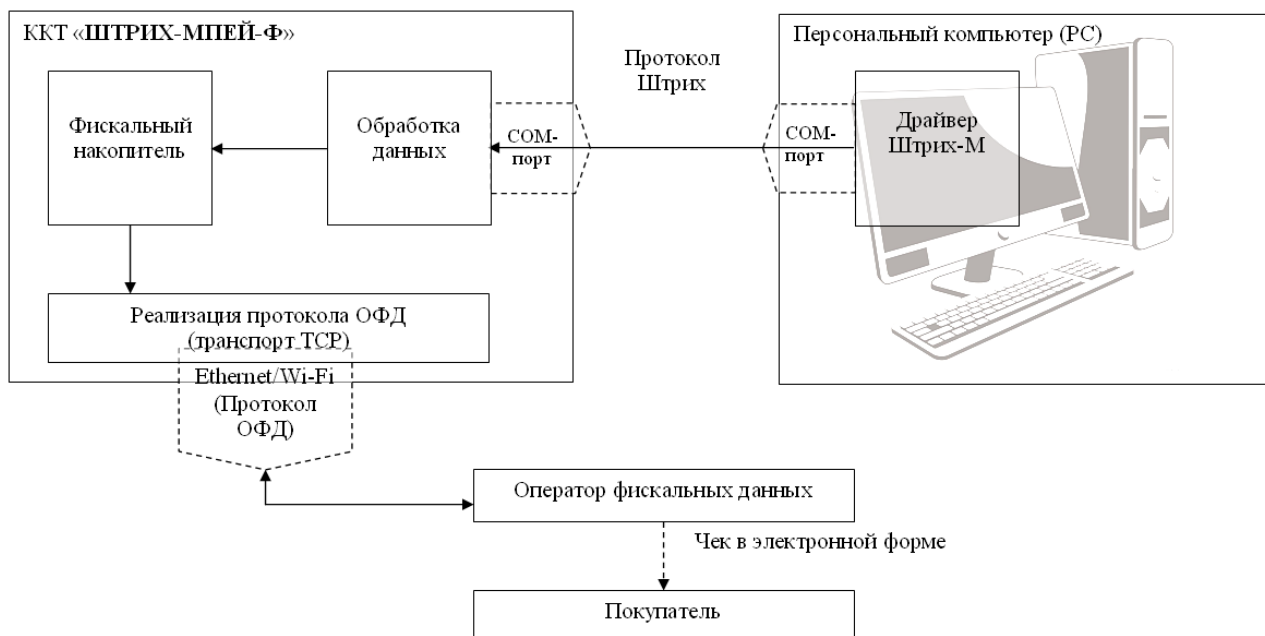 ККТ «ШТРИХ-МПЕЙ-Ф»
Фискальный
накопитель
Обработка
данных
COM-
порт
Реализация протокола ОФД
(транспорт TCP)
Ethernet/Wi-Fi
(Протокол
ОФД)
Протокол
Штрих
Персональный компьютер (PC)
COM-
порт
Драйвер
Штрих-М
Оператор фискальных данных
Чек в электронной форме
Покупатель